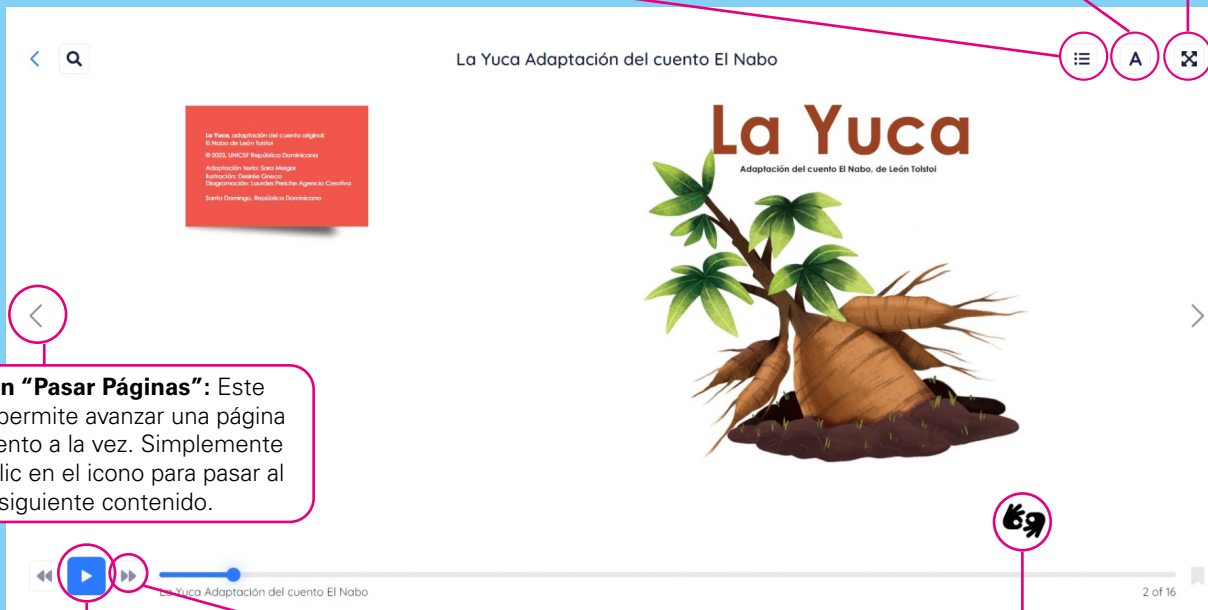 La Yuca Adaptación del cuento El Nabo
A
La Yuca, adaptación del cuento original:
El Nabo de León Tolstoi
© 2023, UNICEF República Dominicana
Adaptación texto: Sara Melgar
Ilustración: Desirée Gneco
Diagramación: Lourdes Periche Agencia Creativa
Santo Domingo, República Dominicana
La Yuca
Adaptación del cuento El Nabo, de León Tolstoi
n “Pasar Páginas”: Este
permite avanzar una página
ento a la vez. Simplemente
lic en el icono para pasar al
siguiente contenido.
La Yuca Adaptación del cuento El Nabo
2 of 16